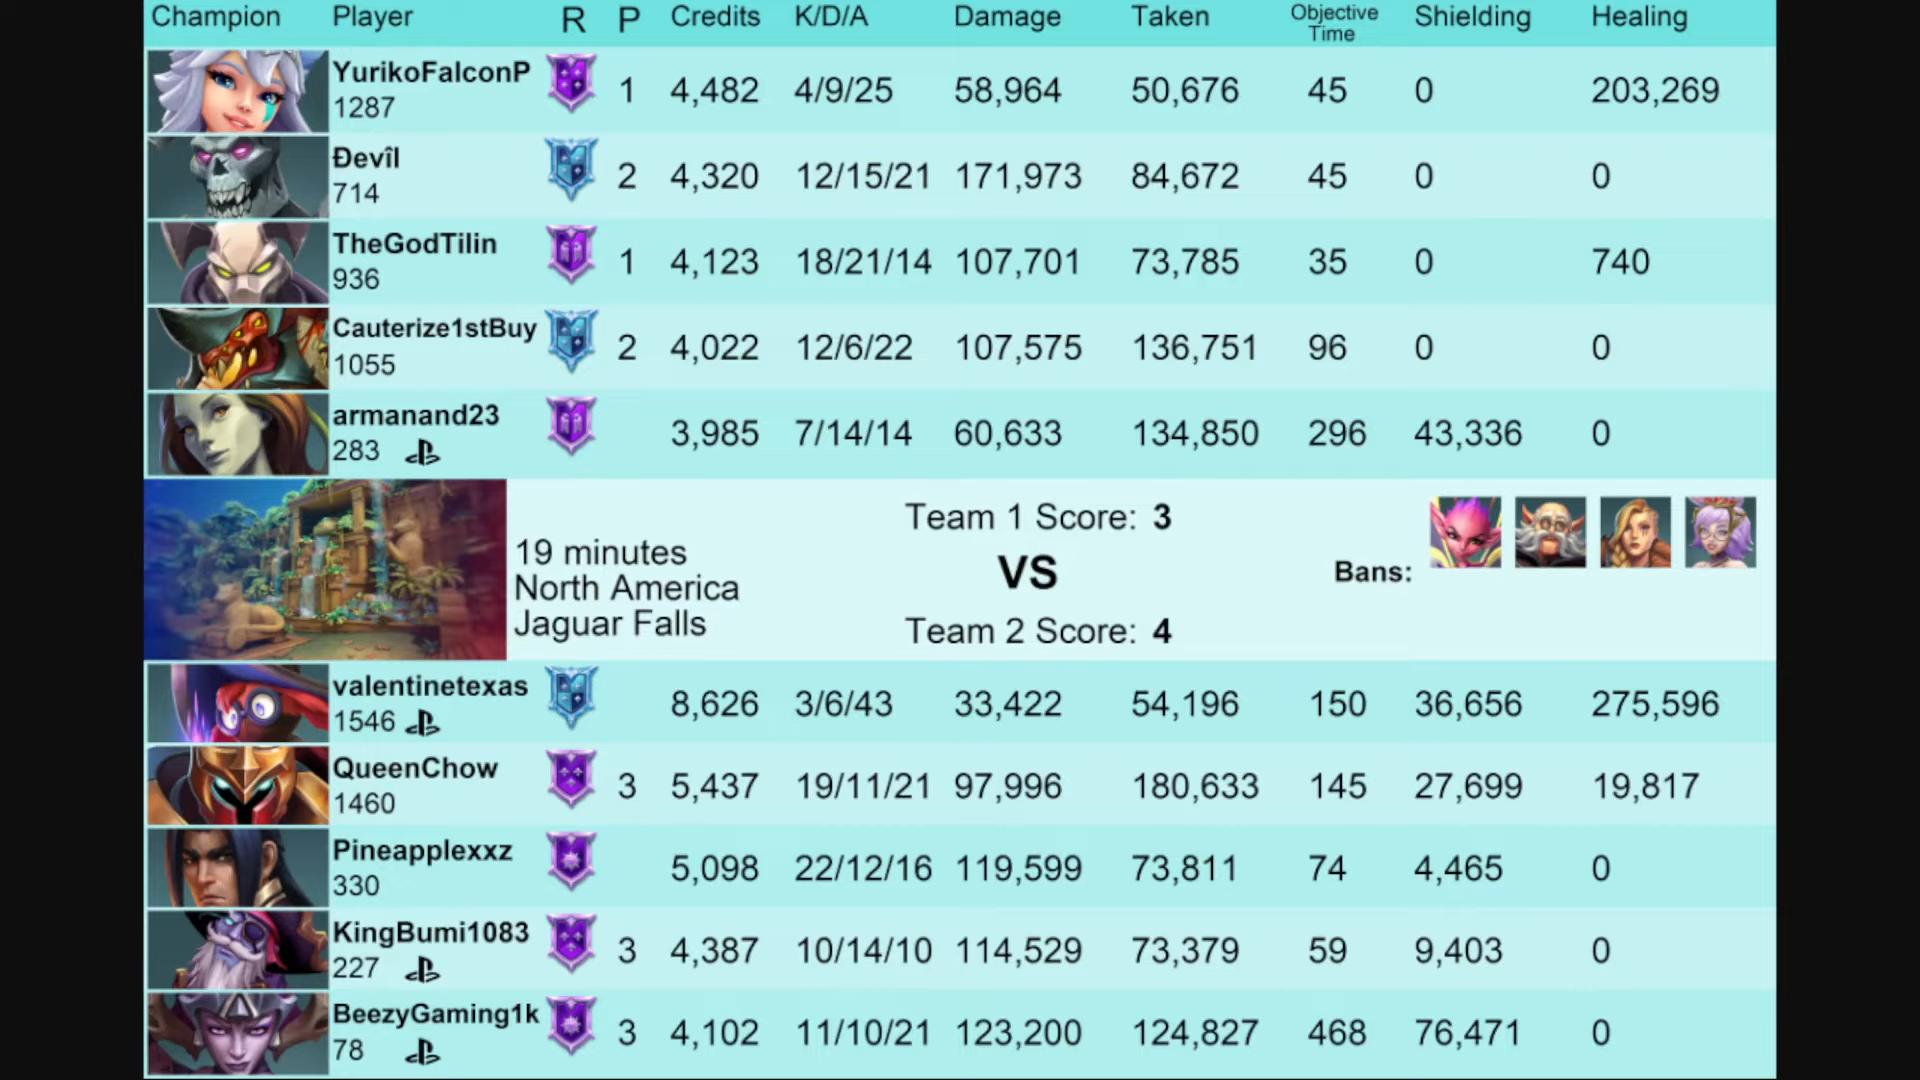 Champion Player R P Credits K/D/A Damage Taken Objective Time Shielding Healing
YurikoFalconP
1287 1 4,482 4/9/25 58,964 50,676 45 0 203,269
Đevîl
714 2 4,320 12/15/21 171,973 84,672 45 0 0
TheGodTilin
936 1 4,123 18/21/14 107,701 73,785 35 0 740
Cauterize1stBuy
1055 2 4,022 12/6/22 107,575 136,751 96 0 0
armanand23
283 3,985 7/14/14 60,633 134,850 296 43,336 0
19 minutes
North America
Jaguar Falls
Team 1 Score: 3
VS
Team 2 Score: 4
Bans:
valentinetexas
1546 8,626 3/6/43 33,422 54,196 150 36,656 275,596
QueenChow
1460 3 5,437 19/11/21 97,996 180,633 145 27,699 19,817
Pineapplexxz
330 5,098 22/12/16 119,599 73,811 74 4,465 0
KingBumi1083
227 3 4,387 10/14/10 114,529 73,379 59 9,403 0
BeezyGaming1k
78 3 4,102 11/10/21 123,200 124,827 468 76,471 0